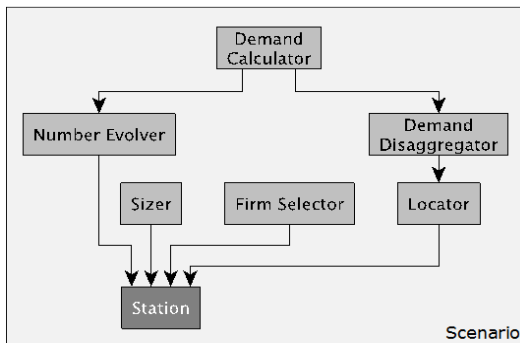 Demand
Calculator
Number Evolver
Demand
Disaggregator
Sizer
Firm Selector
Locator
Station
Scenario